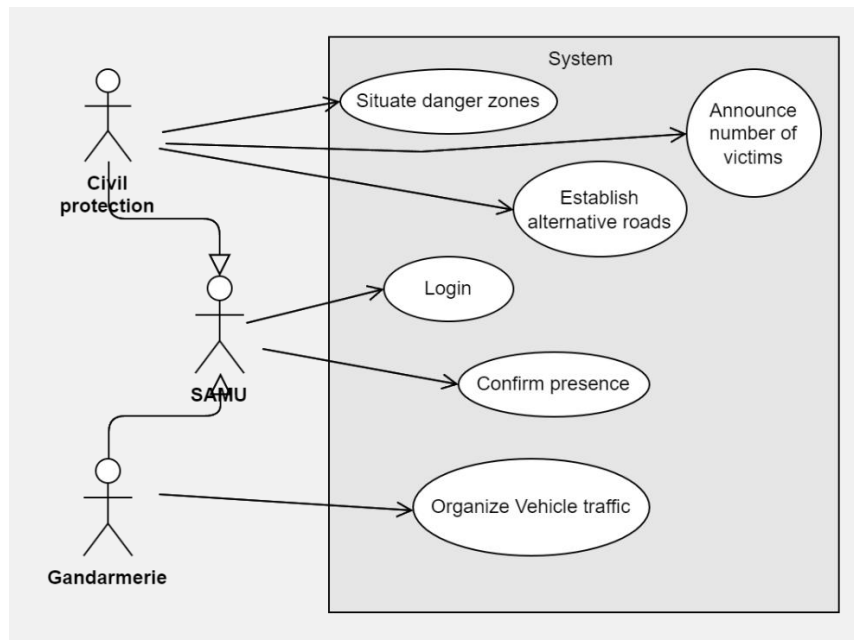 System
Situate danger zones
Announce
number of
victims
Civil
protection
Establish
alternative roads
Login
SAMU
Confirm presence
Organize Vehicle traffic
Gandarmerie